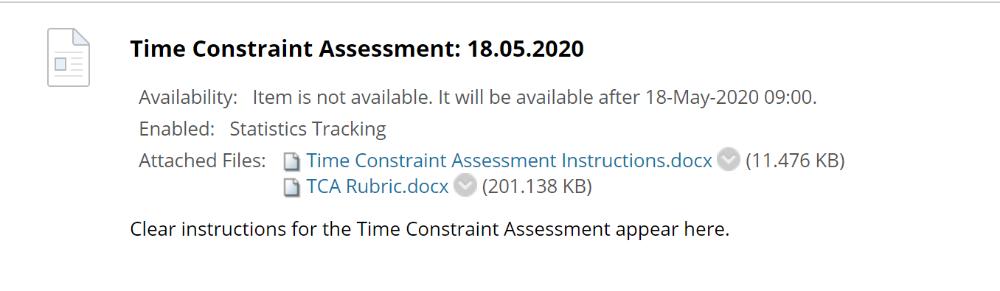 Time Constraint Assessment: 18.05.2020
Availability: Item is not available. It will be available after 18-May-2020 09:00.
Enabled: Statistics Tracking
Attached Files: Time Constraint Assessment Instructions.docx (11.476 KB)
TCA Rubric.docx (201.138 KB)
Clear instructions for the Time Constraint Assessment appear here.